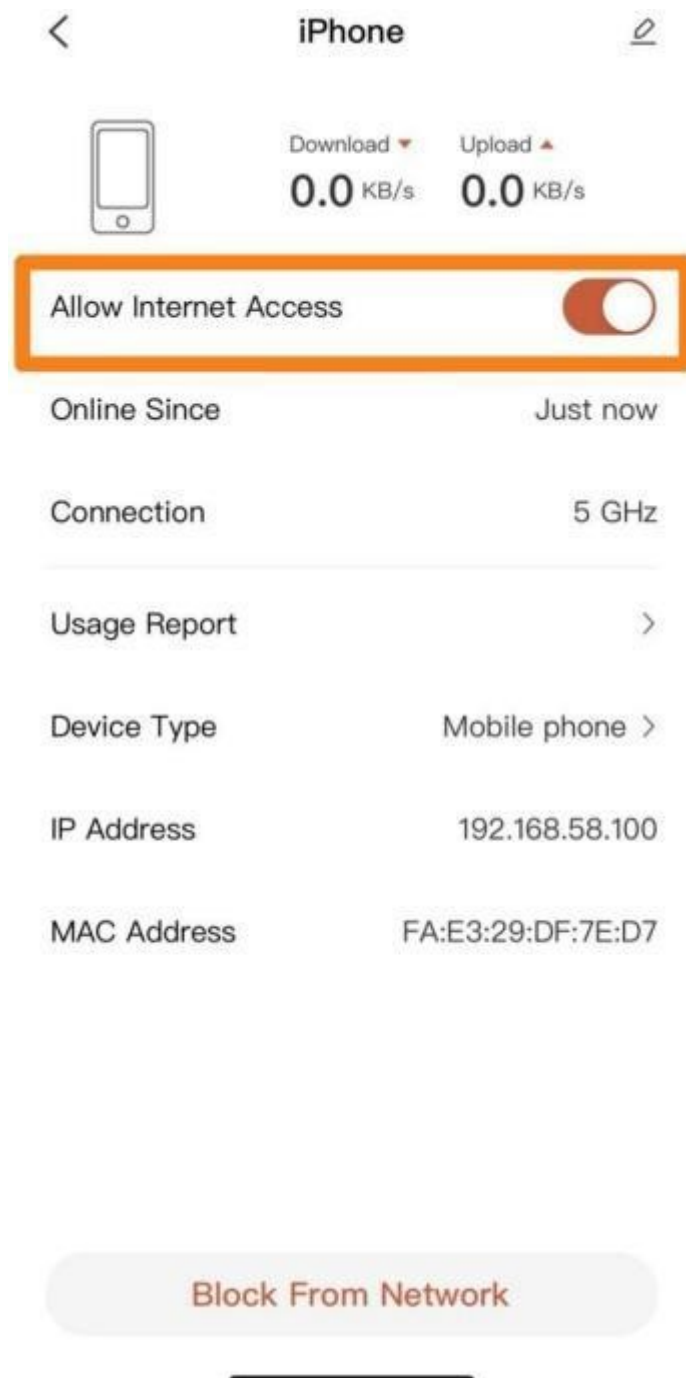 iPhone
Download Upload
0.0 KB/s 0.0 KB/s
Allow Internet Access
Online Since Just now
Connection 5 GHz
Usage Report
Device Type Mobile phone
IP Address 192.168.58.100
MAC Address FA:E3:29:DF:7E:D7
Block From Network